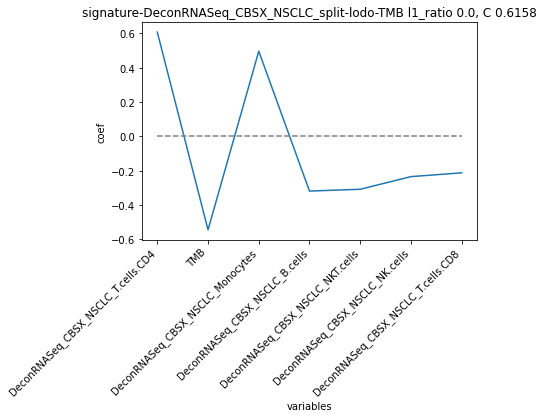 signature-DeconRNASeq_CBSX_NSCLC_split-lodo-TMB l1_ratio 0.0, C 0.6158
0.6
0.4
0.2
0.0
−0.2
−0.4
−0.6
coef
DeconRNASeq_CBSX_NSCLC_T.cells.CD4
TMB
DeconRNASeq_CBSX_NSCLC_Monocytes
DeconRNASeq_CBSX_NSCLC_B.cells
DeconRNASeq_CBSX_NSCLC_NKT.cells
DeconRNASeq_CBSX_NSCLC_NK.cells
DeconRNASeq_CBSX_NSCLC_T.cells.CD8
variables